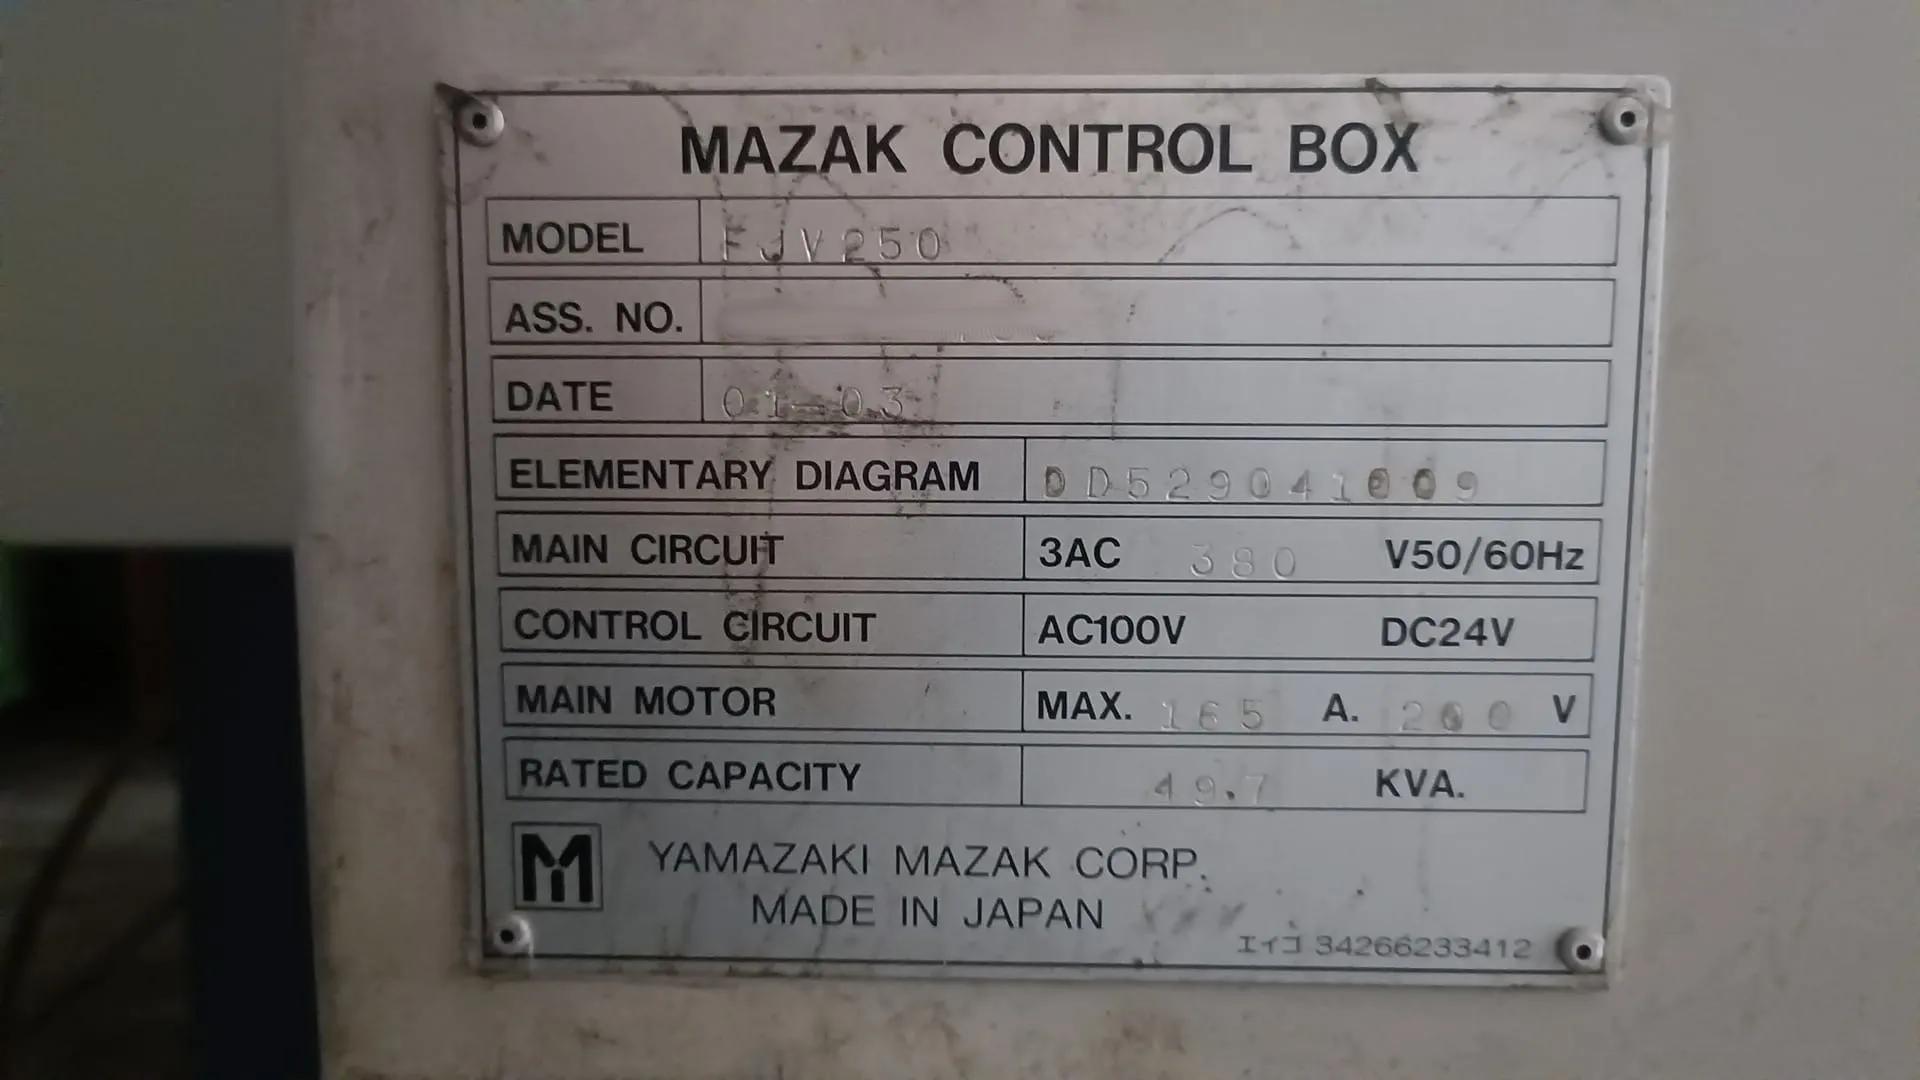 MAZAK CONTROL BOX
MODEL FJV250
ASS. NO.
DATE 01-03
ELEMENTARY DIAGRAM DD529041009
MAIN CIRCUIT 3AC 380 V50/60Hz
CONTROL CIRCUIT AC100V DC24V
MAIN MOTOR MAX. 165 A. 200 V
RATED CAPACITY 49.7 KVA.
YAMAZAKI MAZAK CORP.
MADE IN JAPAN
エイコ 34266233412